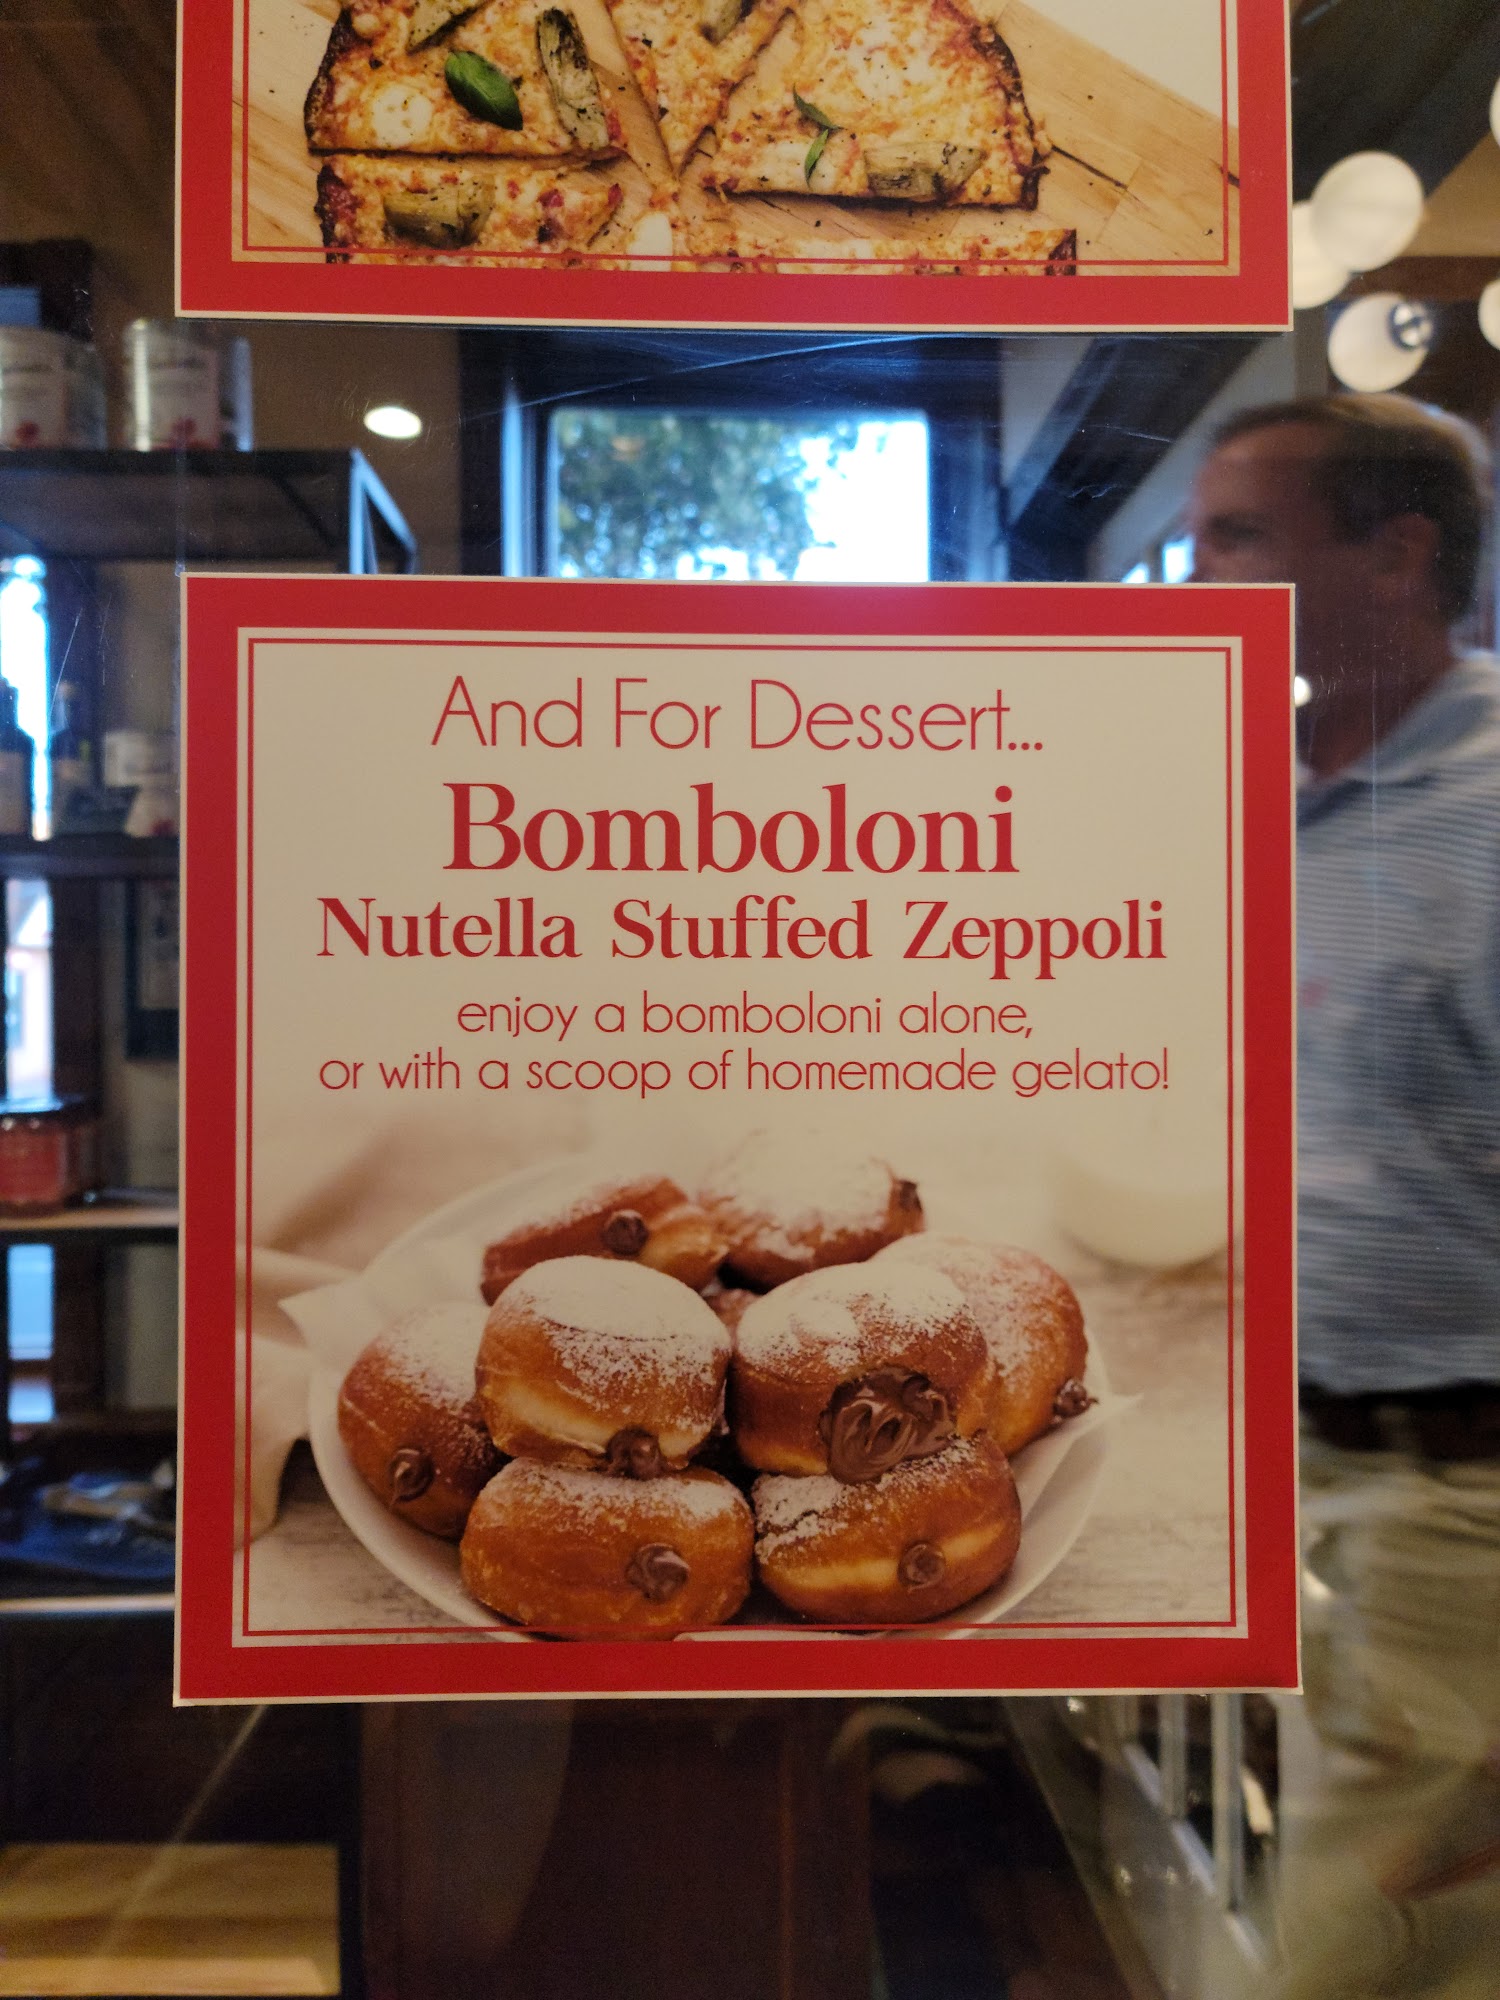 And For Dessert...
Bomboloni
Nutella Stuffed Zeppoli
enjoy a bomboloni alone,
or with a scoop of homemade gelato!